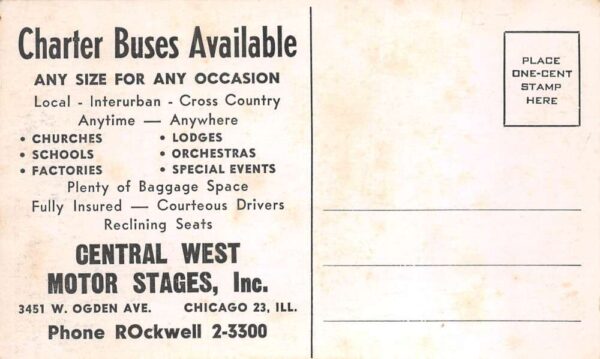 Charter Buses Available
ANY SIZE FOR ANY OCCASION
Local - Interurban - Cross Country
Anytime — Anywhere
• CHURCHES • LODGES
• SCHOOLS • ORCHESTRAS
• FACTORIES • SPECIAL EVENTS
Plenty of Baggage Space
Fully Insured — Courteous Drivers
Reclining Seats
CENTRAL WEST
MOTOR STAGES, Inc.
3451 W. OGDEN AVE. CHICAGO 23, ILL.
Phone ROckwell 2-3300
PLACE
ONE-CENT
STAMP
HERE